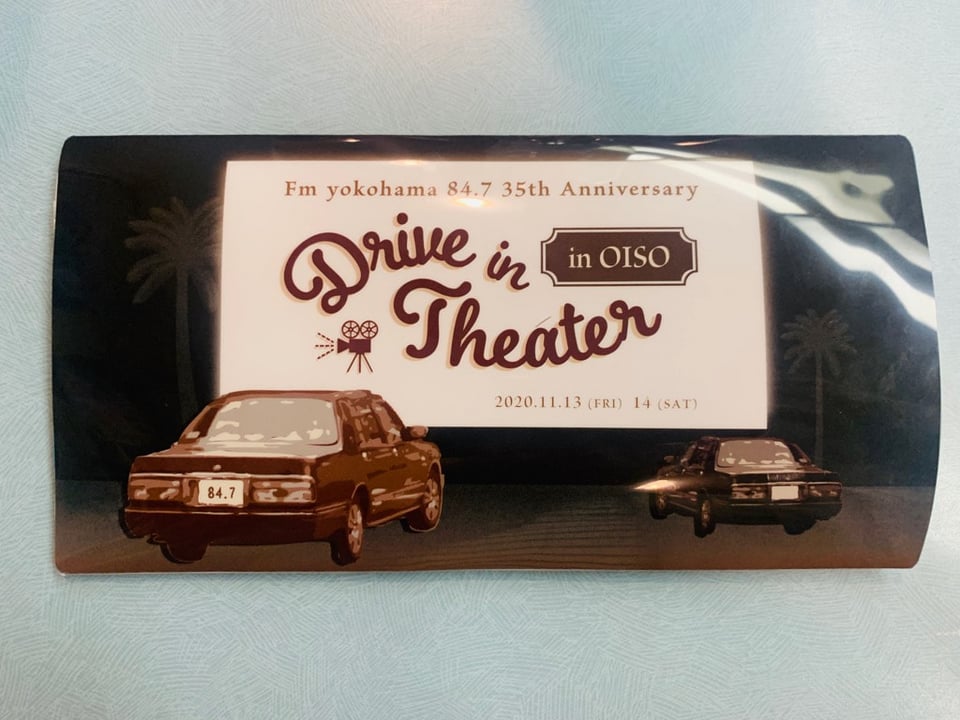 Fm yokohama 84.7 35th Anniversary
Drive in
in OISO
Theater
2020.11.13 (FRI) 14 (SAT)
84.7